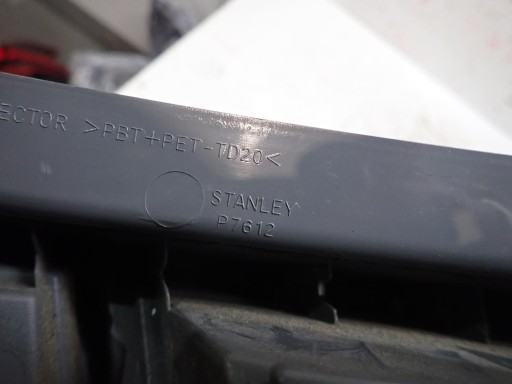 ECTOR >PBT+PET-TD20<
STANLEY
P7612